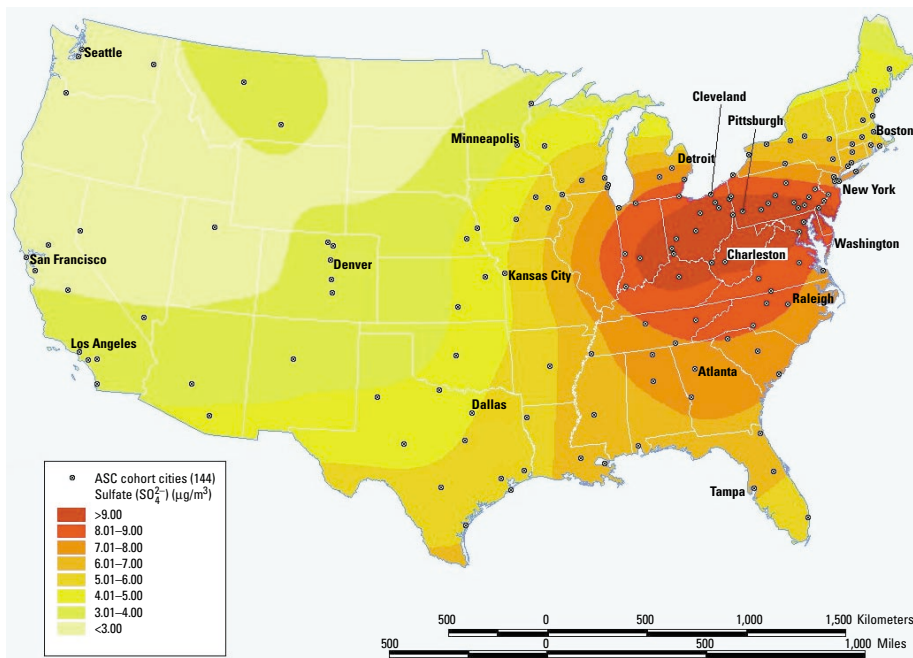 Seattle
Cleveland
Pittsburgh
Minneapolis
Detroit
Boston
New York
San Francisco
Denver
Kansas City
Charleston
Washington
Raleigh
Los Angeles
Atlanta
Dallas
Tampa
ASC cohort cities (144)
Sulfate (SO₄²⁻) (μg/m³)
>9.00
8.01–9.00
7.01–8.00
6.01–7.00
5.01–6.00
4.01–5.00
3.01–4.00
<3.00
500 0 500 1,000 1,500 Kilometers
500 0 500 1,000
Miles